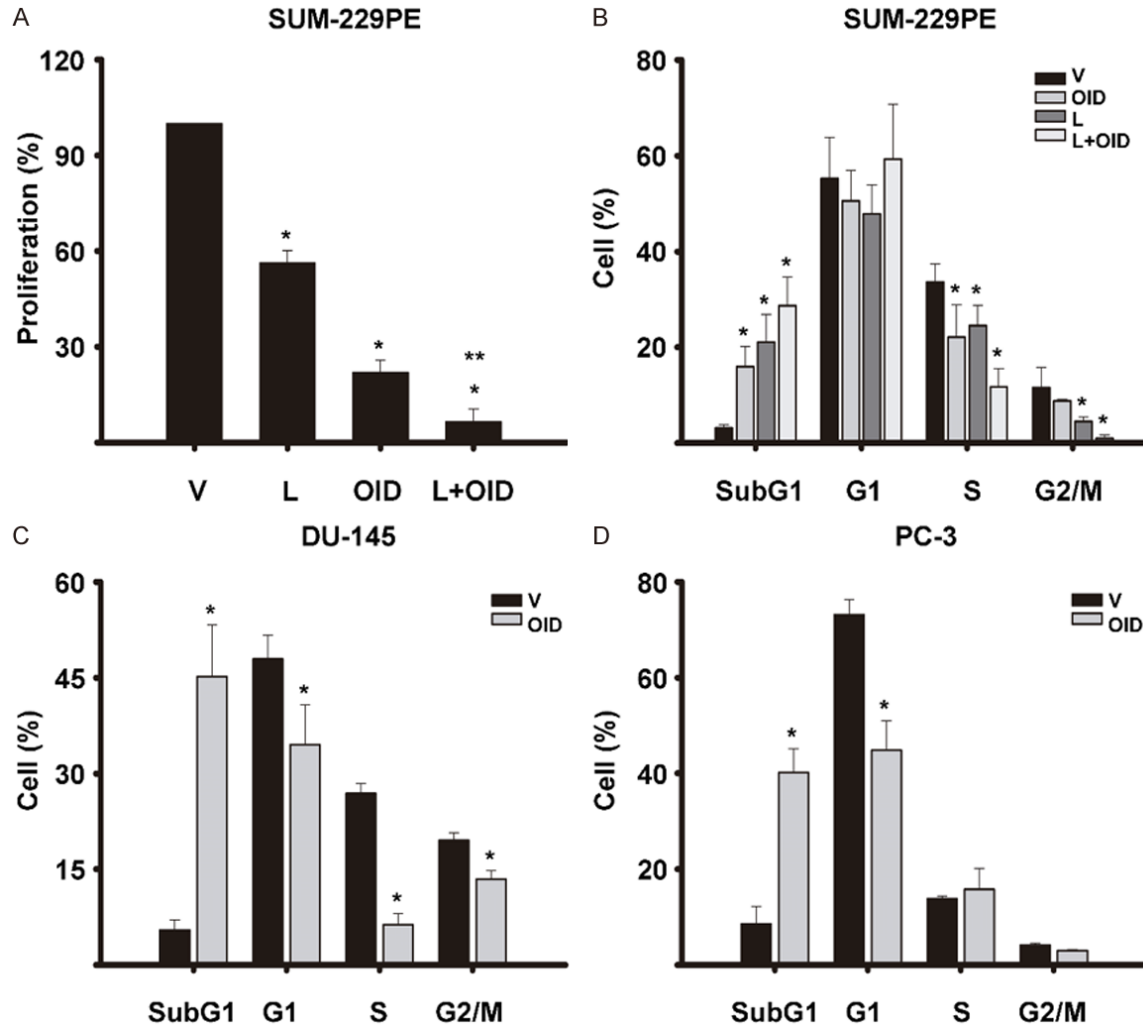 A
SUM-229PE
Proliferation (%)
120
90
60
30
*
*
**
*
V L OID L+OID
B
SUM-229PE
Cell (%)
80
60
40
20
V
OID
L
L+OID
* * *
* * *
* *
SubG1 G1 S G2/M
C
DU-145
Cell (%)
60
45
30
15
V
OID
*
*
*
*
SubG1 G1 S G2/M
D
PC-3
Cell (%)
80
60
40
20
V
OID
*
*
SubG1 G1 S G2/M